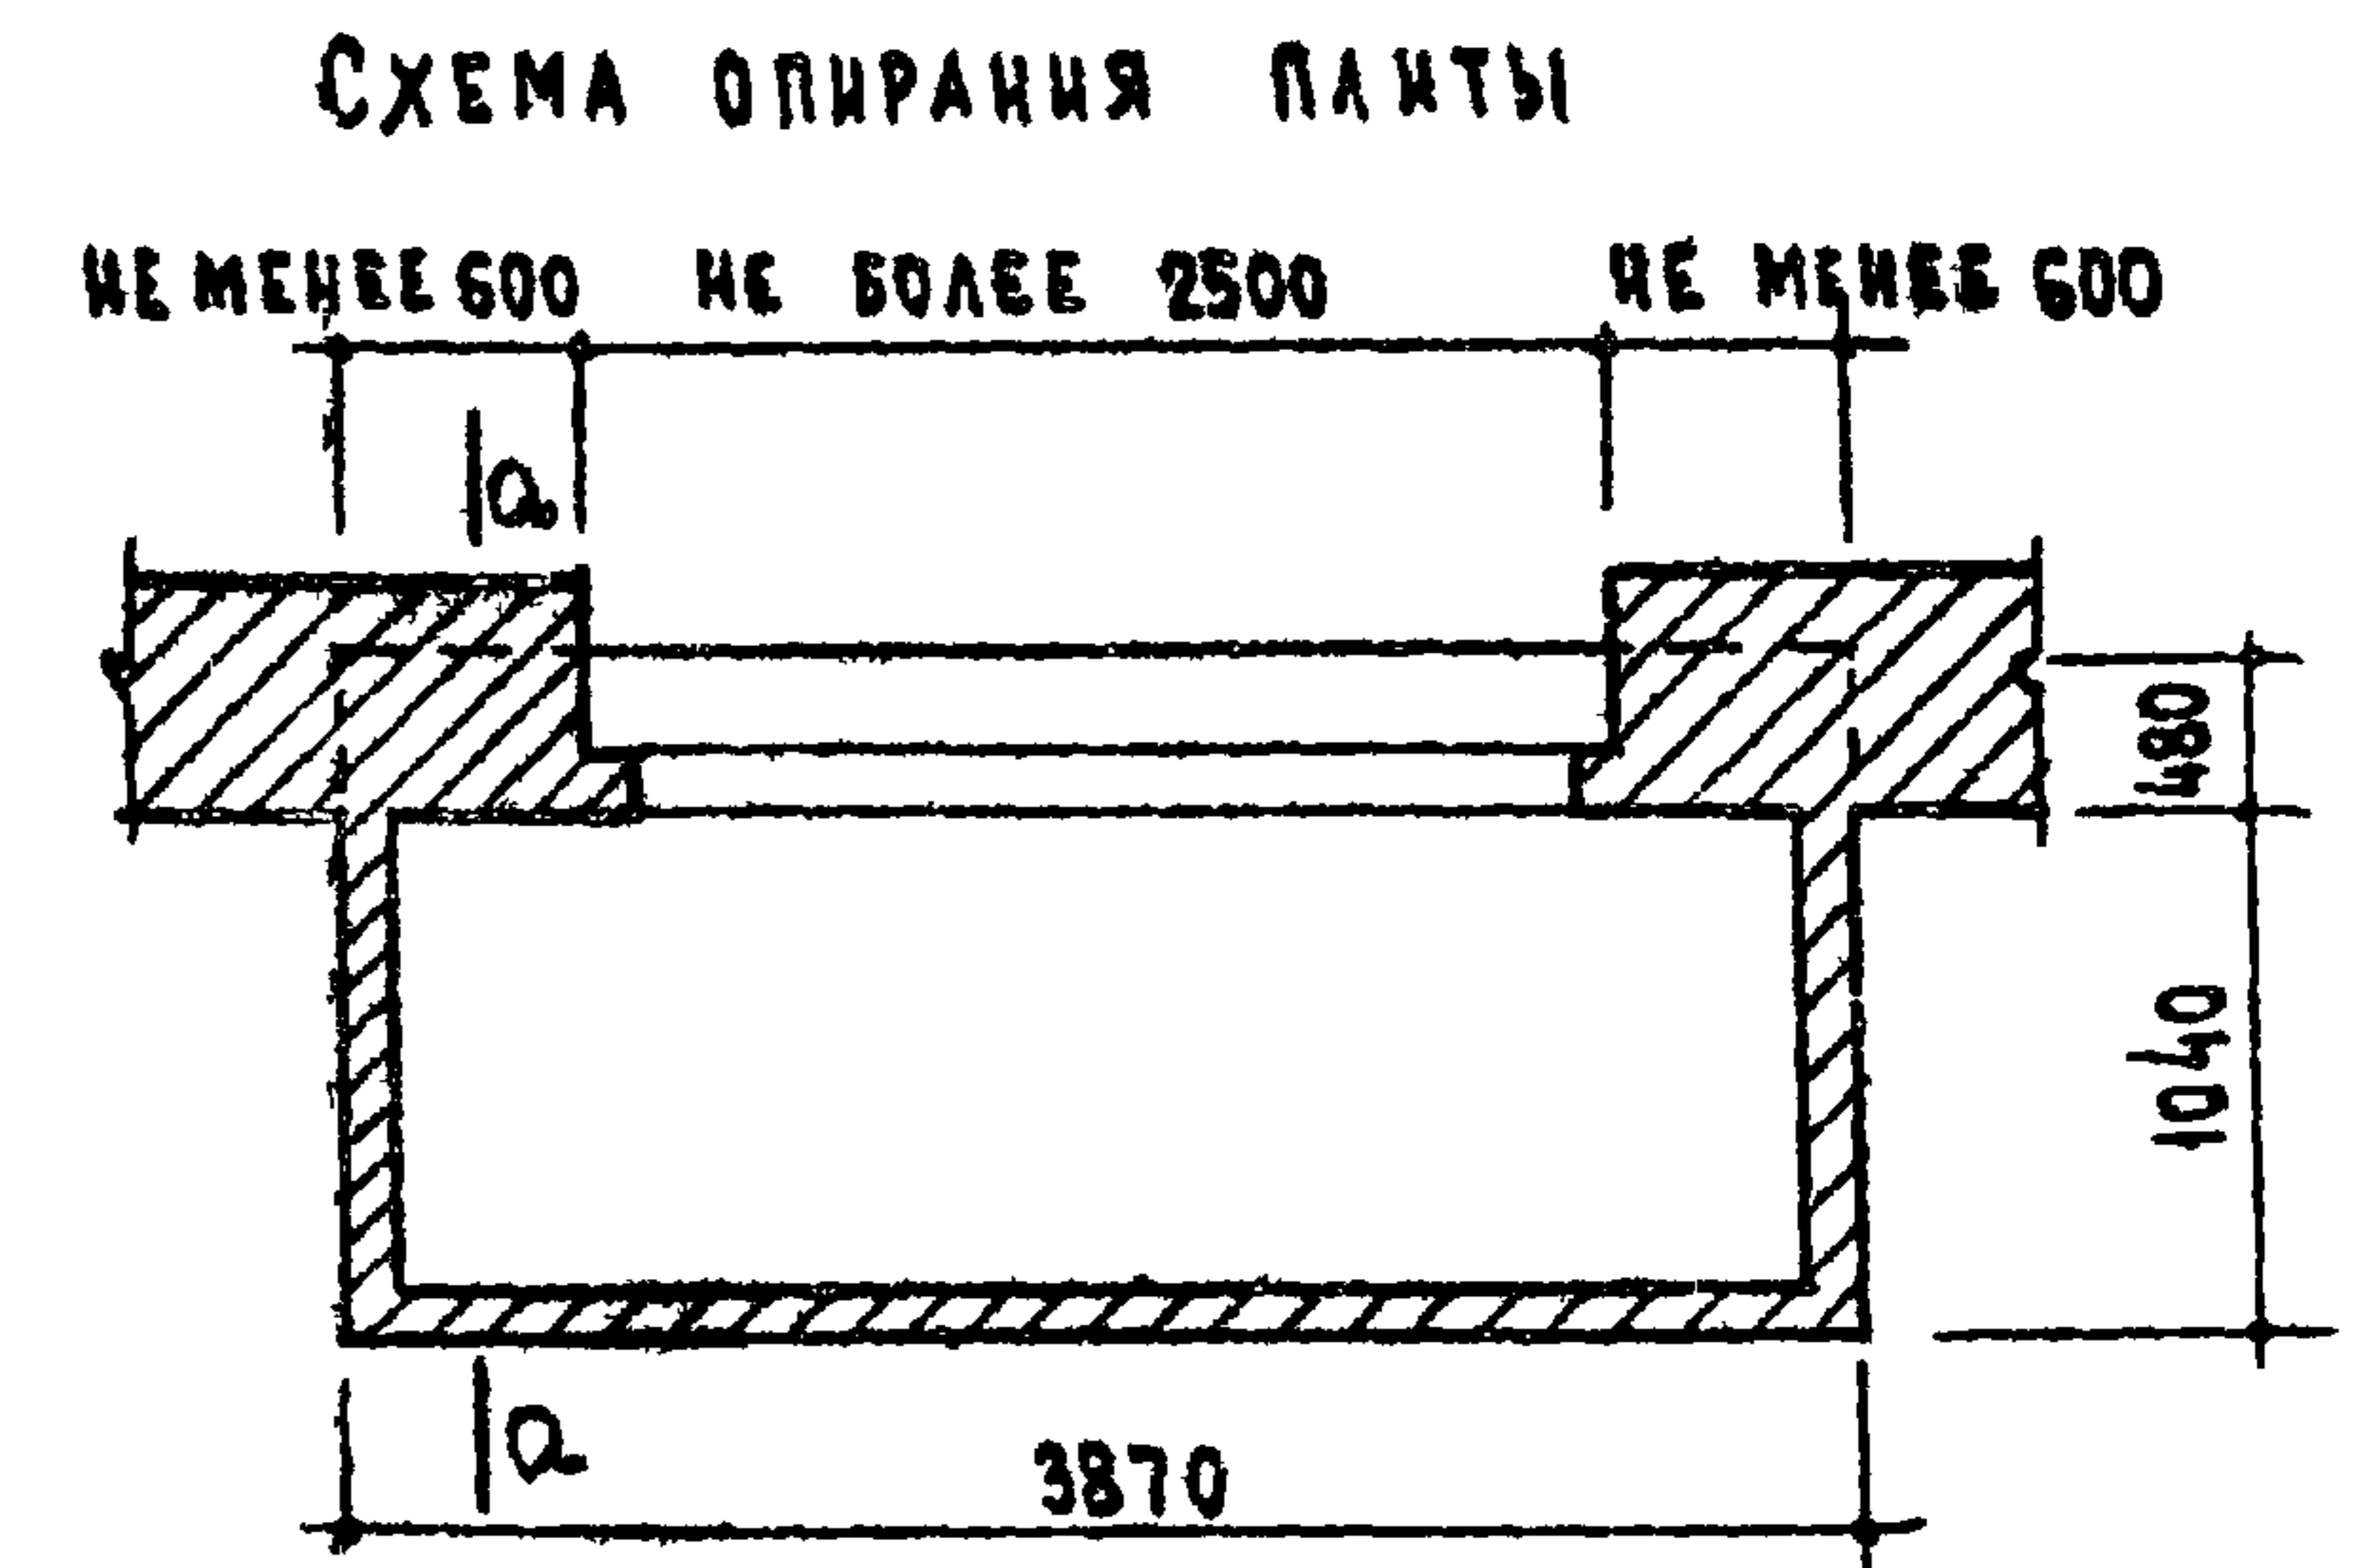 Схема опирания плиты
не менее 600 не более 2500 не менее 600
а
480
1040
а
3870